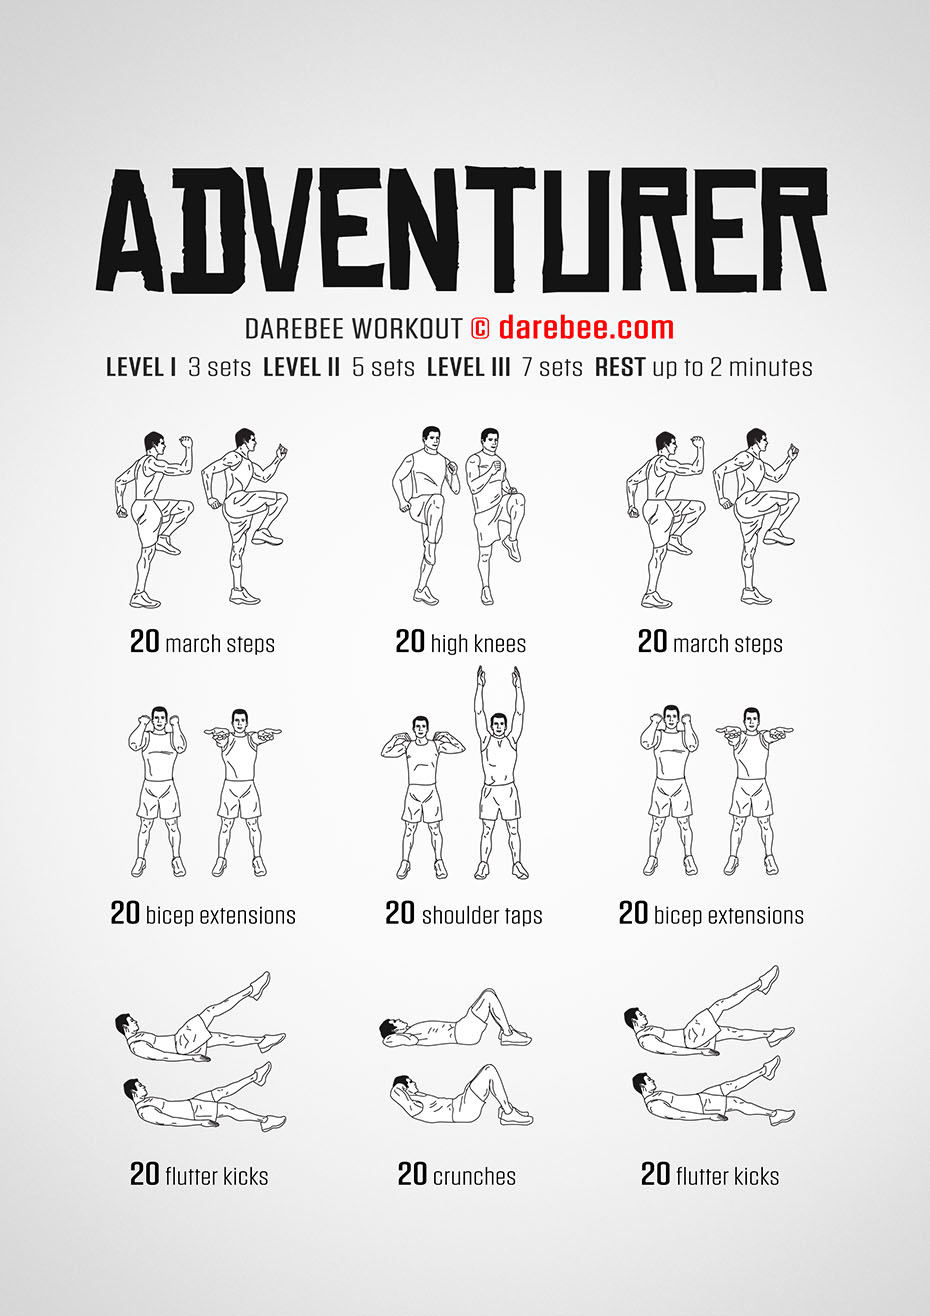 ADVENTURER
DAREBEE WORKOUT © darebee.com
LEVEL I 3 sets LEVEL II 5 sets LEVEL III 7 sets REST up to 2 minutes
20 march steps
20 high knees
20 march steps
20 bicep extensions
20 shoulder taps
20 bicep extensions
20 flutter kicks
20 crunches
20 flutter kicks